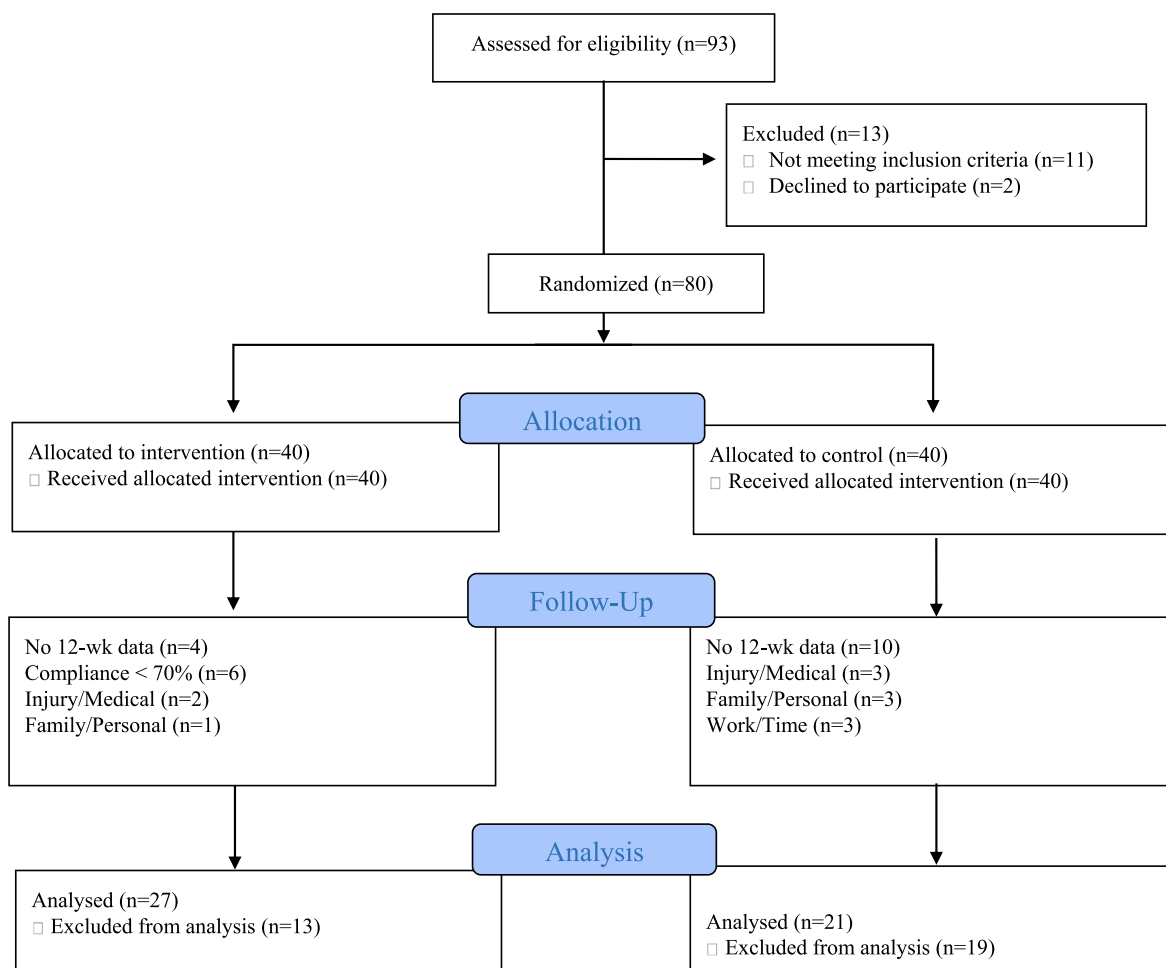 Assessed for eligibility (n=93)
Excluded (n=13)
□ Not meeting inclusion criteria (n=11)
□ Declined to participate (n=2)
Randomized (n=80)
Allocation
Allocated to intervention (n=40)
□ Received allocated intervention (n=40)
Allocated to control (n=40)
□ Received allocated intervention (n=40)
Follow-Up
No 12-wk data (n=4)
Compliance < 70% (n=6)
Injury/Medical (n=2)
Family/Personal (n=1)
No 12-wk data (n=10)
Injury/Medical (n=3)
Family/Personal (n=3)
Work/Time (n=3)
Analysis
Analysed (n=27)
□ Excluded from analysis (n=13)
Analysed (n=21)
□ Excluded from analysis (n=19)